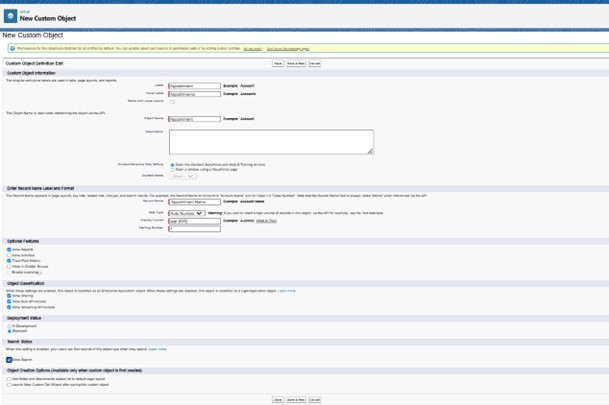 SETUP
New Custom Object
New Custom Object
Permissions for this object are disabled for all profiles by default. You can enable object permissions in permission sets or by editing custom profiles.
Custom Object Definition Edit
Save Save & New Cancel
Custom Object Information
The singular and plural labels are used in tabs, page layouts, and reports.
Label Appointment Example: Account
Plural Label Appointments Example: Accounts
Starts with vowel sound
The Object Name is used when referencing the object via the API.
Object Name Appointment Example: Account
Description
Context-Sensitive Help Setting Open the standard Salesforce.com Help & Training window
Open a window using a Visualforce page
Content Name
Enter Record Name Label and Format
The Record Name appears in page layouts, key lists, related lists, lookups, and search results. For example, the Record Name for Account is "Account Name" and for Case it is "Case Number". Note that the Record Name field is always called "Name" when referenced via the API.
Record Name Appointment Name Example: Account Name
Data Type Auto Number Warning: If you plan to insert a high volume of records in this object, via the API for example, use the Text data type.
Display Format Example: A-{0000} What Is This?
Starting Number
Optional Features
Allow Reports
Allow Activities
Track Field History
Allow in Chatter Groups
Enable Licensing
Object Classification
When these settings are enabled, this object is classified as an Enterprise Application object. When these settings are disabled, this object is classified as a Light Application object. Learn more.
Allow Sharing
Allow Bulk API Access
Allow Streaming API Access
Deployment Status
In Development
Deployed
Search Status
When this setting is enabled, your users can find records of this object type when they search. Learn more.
Allow Search
Object Creation Options (Available only when custom object is first created)
Add Notes and Attachments related list to default page layout
Launch New Custom Tab Wizard after saving this custom object
Save Save & New Cancel